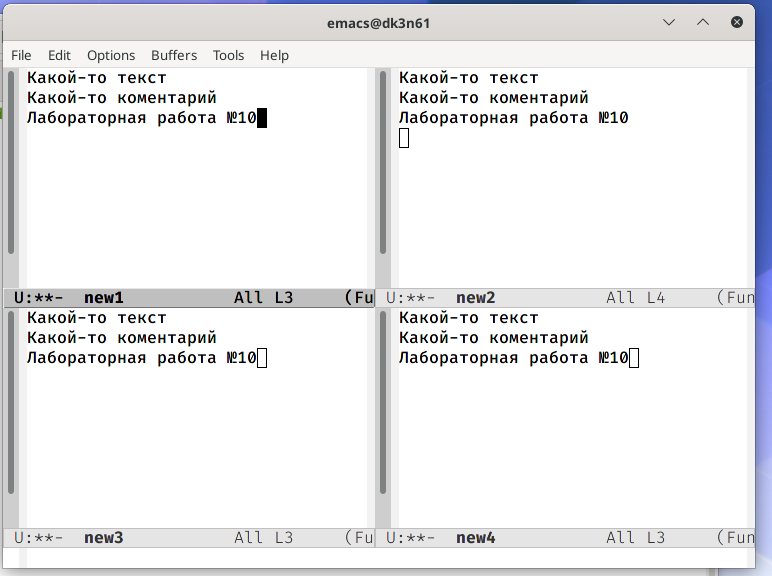 emacs@dk3n61
File Edit Options Buffers Tools Help
Какой-то текст
Какой-то коментарий
Лабораторная работа №10
U:**- new1 All L3 (Fu
Какой-то текст
Какой-то коментарий
Лабораторная работа №10
U:**- new2 All L4 (Fun
Какой-то текст
Какой-то коментарий
Лабораторная работа №10
U:**- new3 All L3 (Fu
Какой-то текст
Какой-то коментарий
Лабораторная работа №10
U:**- new4 All L3 (Fun